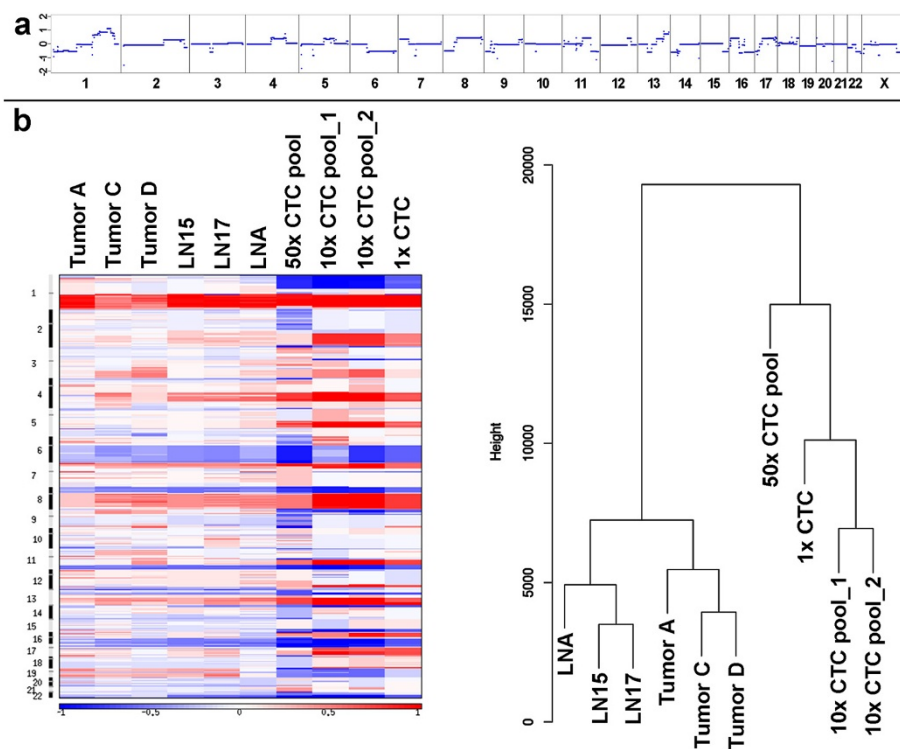 a
2
1
0
-1
-2
1 2 3 4 5 6 7 8 9 10 11 12 13 14 15 16 17 18 19 20 21 22 X
b
Tumor A
Tumor C
Tumor D
LN15
LN17
LNA
50x CTC pool
10x CTC pool_1
10x CTC pool_2
1x CTC
1
2
3
4
5
6
7
8
9
10
11
12
13
14
15
16
17
18
19
20
21
22
-1 -0.5 0 0.5 1
Height
20000
15000
10000
5000
0
LNA
LN15
LN17
Tumor A
Tumor C
Tumor D
50x CTC pool
1x CTC
10x CTC pool_1
10x CTC pool_2